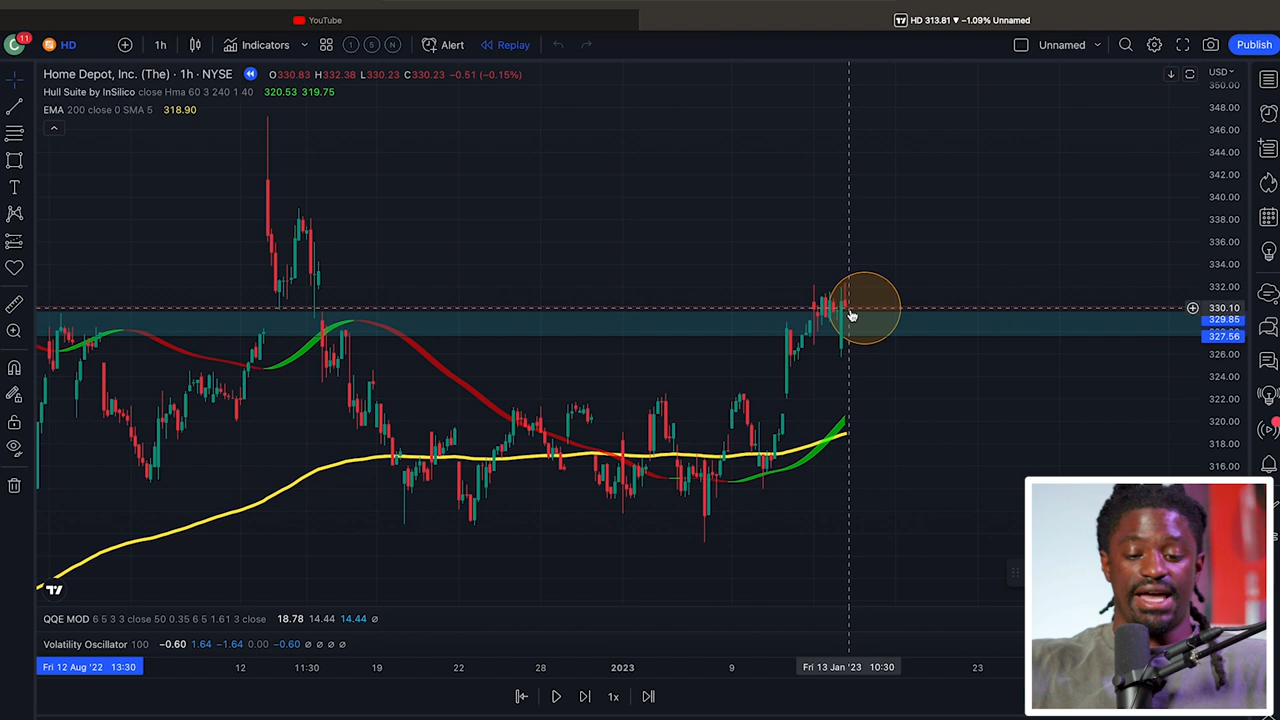 YouTube
HD 313.81 ▼ −1.09% Unnamed
C 11 HD 1h Indicators 1 5 N Alert Replay Unnamed Publish
Home Depot, Inc. (The) · 1h · NYSE O330.83 H332.38 L330.23 C330.23 −0.51 (−0.15%)
Hull Suite by InSilico close Hma 60 3 240 1 40 320.53 319.75
EMA 200 close 0 SMA 5 318.90
USD
350.00
348.00
346.00
344.00
342.00
340.00
338.00
336.00
334.00
332.00
330.10
329.85
327.56
326.00
324.00
322.00
320.00
318.00
316.00
QQE MOD 6 5 3 3 close 50 0.35 6 5 1.61 3 close 18.78 14.44 14.44 ∅
Volatility Oscillator 100 −0.60 1.64 −1.64 0.00 −0.60 ∅ ∅ ∅ ∅
Fri 12 Aug '22 13:30 12 11:30 19 22 28 2023 9 Fri 13 Jan '23 10:30 23
1x